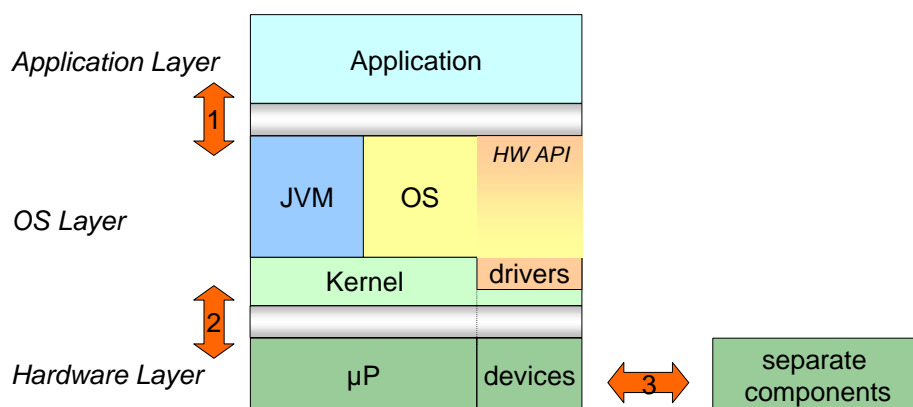 Application Layer
Application
1
HW API
JVM
OS
OS Layer
drivers
Kernel
2
Hardware Layer
µP
devices
3
separate
components